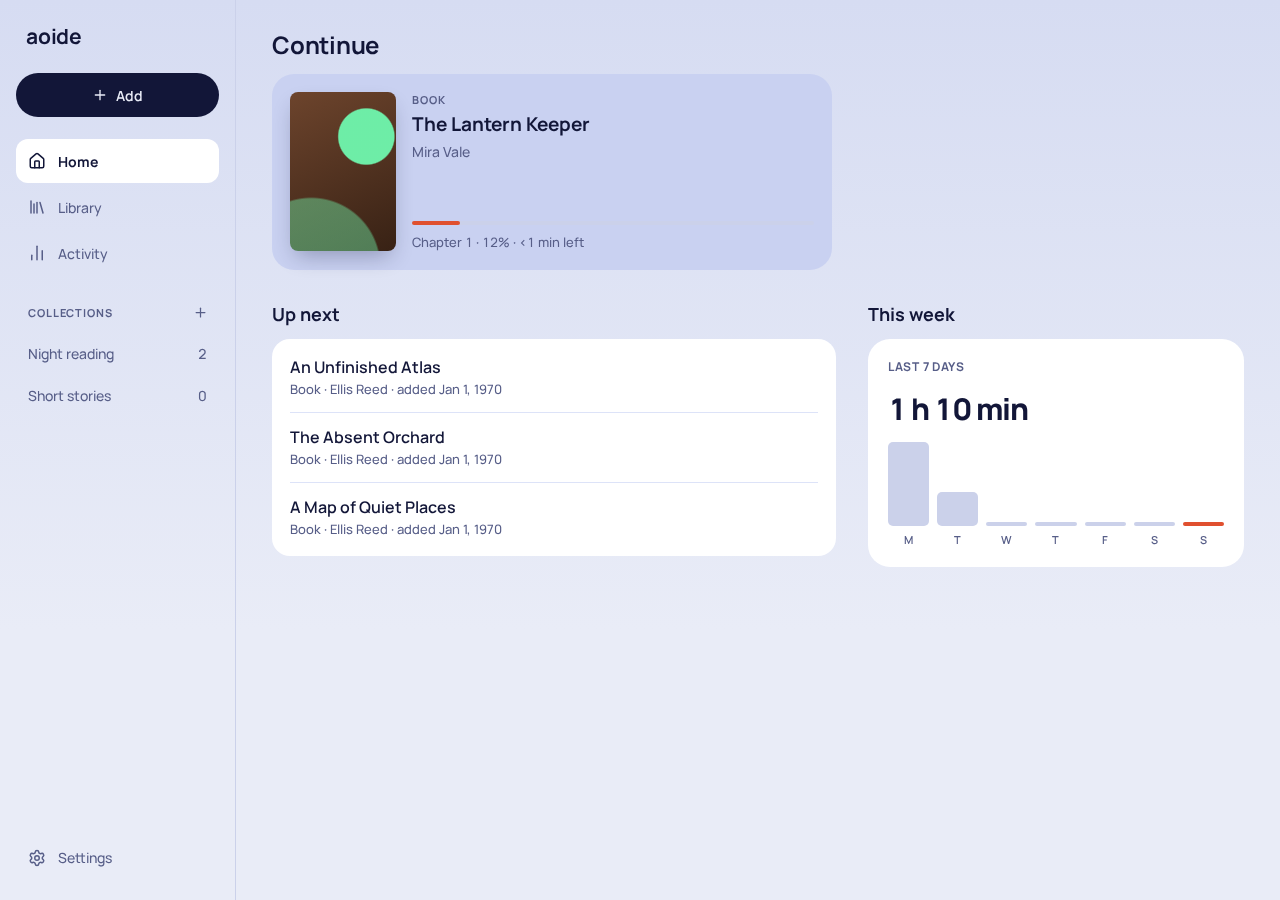 aoide
Add
Home
Library
Activity
COLLECTIONS
Night reading 2
Short stories 0
Settings
Continue
BOOK
The Lantern Keeper
Mira Vale
Chapter 1 · 12% · <1 min left
Up next
An Unfinished Atlas
Book · Ellis Reed · added Jan 1, 1970
The Absent Orchard
Book · Ellis Reed · added Jan 1, 1970
A Map of Quiet Places
Book · Ellis Reed · added Jan 1, 1970
This week
LAST 7 DAYS
1 h 10 min
M T W T F S S